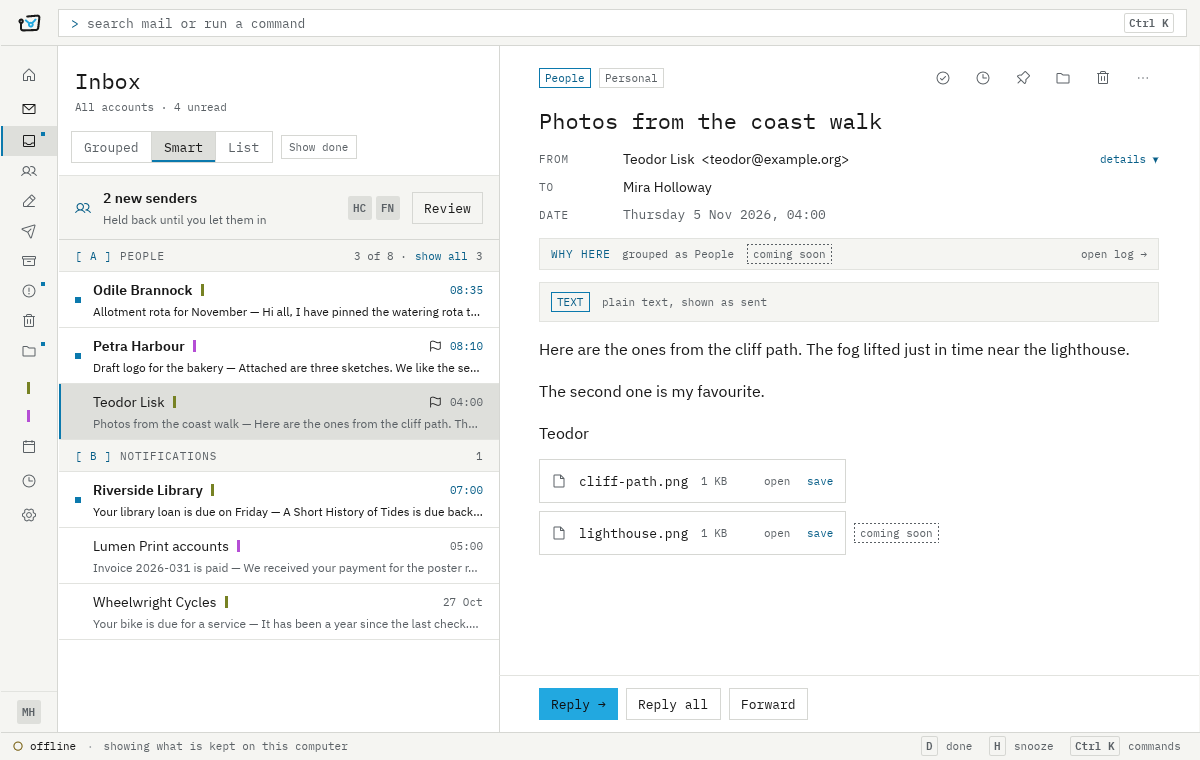 > search mail or run a command
Ctrl K
Inbox
All accounts · 4 unread
Grouped
Smart
List
Show done
2 new senders
Held back until you let them in
HC
FN
Review
[ A ] PEOPLE
3 of 8 · show all 3
Odile Brannock
08:35
Allotment rota for November — Hi all, I have pinned the watering rota t...
Petra Harbour
08:10
Draft logo for the bakery — Attached are three sketches. We like the se...
Teodor Lisk
04:00
Photos from the coast walk — Here are the ones from the cliff path. Th...
[ B ] NOTIFICATIONS
1
Riverside Library
07:00
Your library loan is due on Friday — A Short History of Tides is due back...
Lumen Print accounts
05:00
Invoice 2026-031 is paid — We received your payment for the poster r...
Wheelwright Cycles
27 Oct
Your bike is due for a service — It has been a year since the last check....
People
Personal
...
Photos from the coast walk
FROM
Teodor Lisk <teodor@example.org>
details ▾
TO
Mira Holloway
DATE
Thursday 5 Nov 2026, 04:00
WHY HERE grouped as People coming soon
open log →
TEXT plain text, shown as sent
Here are the ones from the cliff path. The fog lifted just in time near the lighthouse.
The second one is my favourite.
Teodor
cliff-path.png 1 KB open save
lighthouse.png 1 KB open save
coming soon
Reply →
Reply all
Forward
MH
offline · showing what is kept on this computer
D done
H snooze
Ctrl K commands